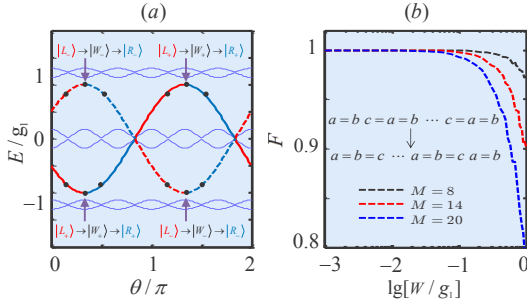 (a)
|L₋⟩→|W₋⟩→|R₋⟩ |L₊⟩→|W₊⟩→|R₊⟩
1
0
−1
E/g₁
|L₊⟩→|W₊⟩→|R₊⟩ |L₋⟩→|W₋⟩→|R₋⟩
0 1 2
θ/π
(b)
1
0.9
0.8
F
a=b c=a=b ⋯ c=a=b
↓
a=b=c ⋯ a=b=c a=b
M = 8
M = 14
M = 20
−3 −2 −1 0
lg[W/g₁]